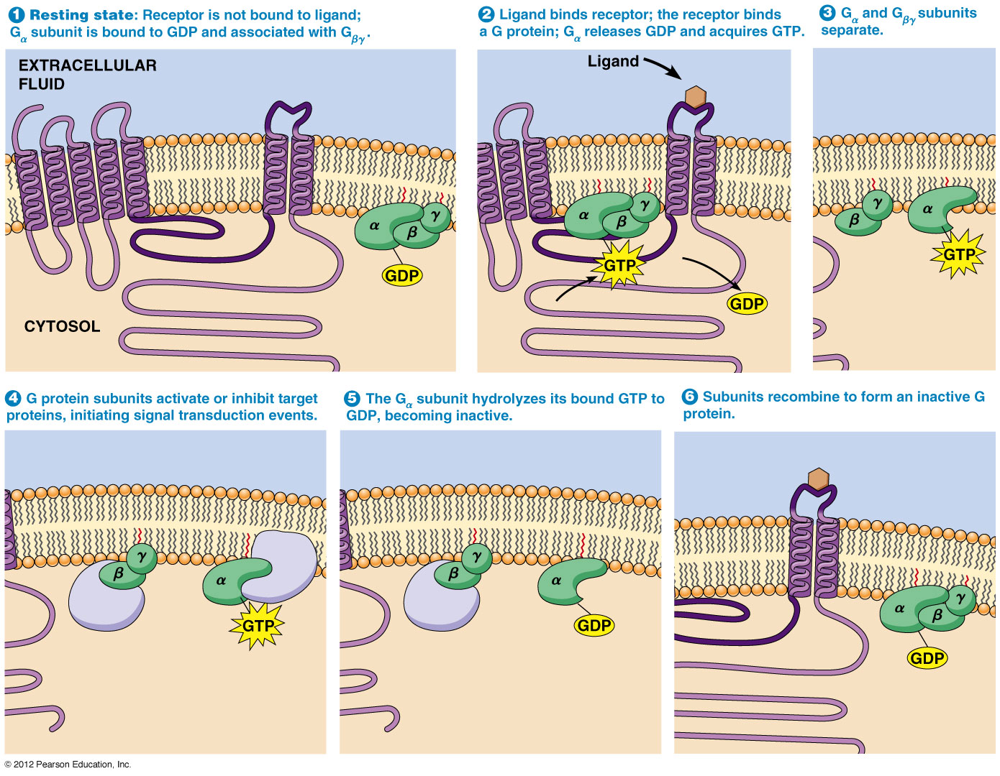 1 Resting state: Receptor is not bound to ligand;
Gα subunit is bound to GDP and associated with Gβγ.
EXTRACELLULAR
FLUID
α
β
γ
GDP
CYTOSOL
2 Ligand binds receptor; the receptor binds
a G protein; Gα releases GDP and acquires GTP.
Ligand
α
β
γ
GTP
GDP
3 Gα and Gβγ subunits
separate.
β
γ
α
GTP
4 G protein subunits activate or inhibit target
proteins, initiating signal transduction events.
β
γ
α
GTP
5 The Gα subunit hydrolyzes its bound GTP to
GDP, becoming inactive.
β
γ
α
GDP
6 Subunits recombine to form an inactive G
protein.
α
β
γ
GDP
© 2012 Pearson Education, Inc.